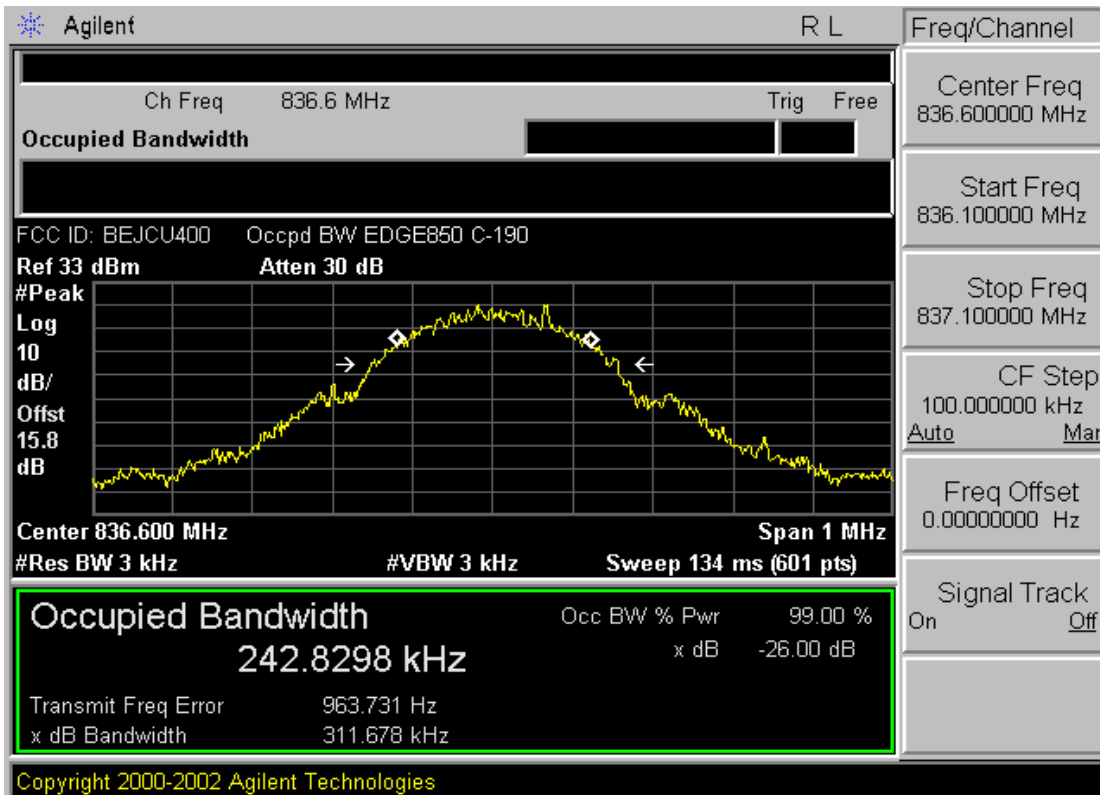 Agilent R L
Freq/Channel
Ch Freq 836.6 MHz Trig Free
Occupied Bandwidth
FCC ID: BEJCU400 Occpd BW EDGE850 C-190
Ref 33 dBm Atten 30 dB
#Peak
Log
10
dB/
Offst
15.8
dB
Center 836.600 MHz Span 1 MHz
#Res BW 3 kHz #VBW 3 kHz Sweep 134 ms (601 pts)
Occupied Bandwidth
242.8298 kHz
Occ BW % Pwr 99.00 %
x dB -26.00 dB
Transmit Freq Error 963.731 Hz
x dB Bandwidth 311.678 kHz
Center Freq
836.600000 MHz
Start Freq
836.100000 MHz
Stop Freq
837.100000 MHz
CF Step
100.000000 kHz
Auto Mar
Freq Offset
0.00000000 Hz
Signal Track
On Off
Copyright 2000-2002 Agilent Technologies